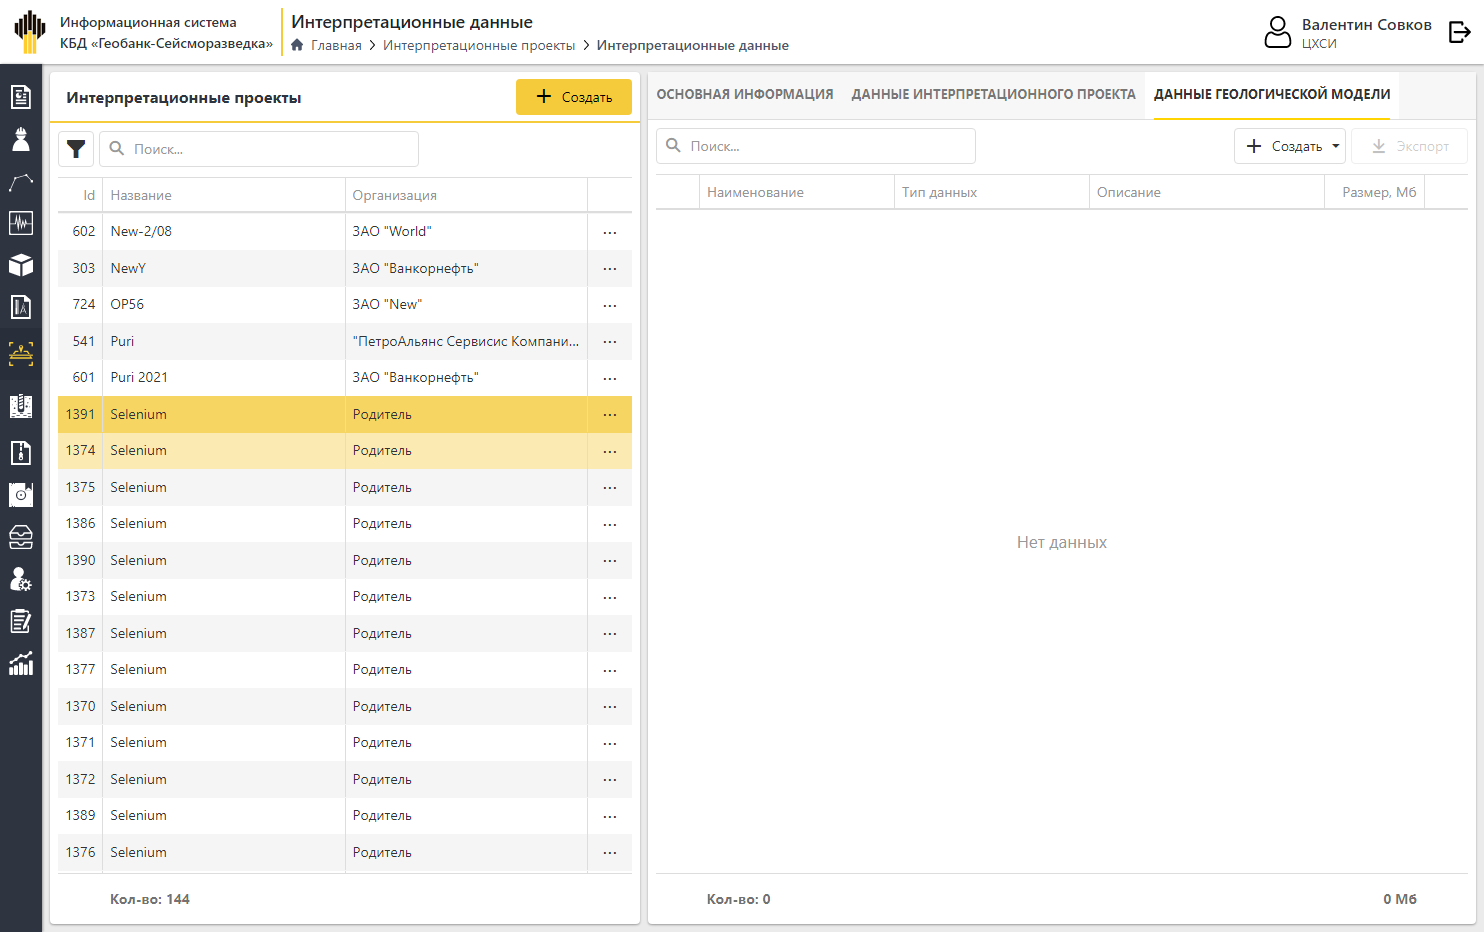 Информационная система
КБД «Геобанк-Сейсморазведка»
Интерпретационные данные
Главная > Интерпретационные проекты > Интерпретационные данные
Валентин Совков
ЦХСИ
Интерпретационные проекты
+ Создать
Поиск...
Id Название Организация
602 New-2/08 ЗАО "World" ...
303 NewY ЗАО "Ванкорнефть" ...
724 OP56 ЗАО "New" ...
541 Puri "ПетроАльянс Сервисис Компани... ...
601 Puri 2021 ЗАО "Ванкорнефть" ...
1391 Selenium Родитель ...
1374 Selenium Родитель ...
1375 Selenium Родитель ...
1386 Selenium Родитель ...
1390 Selenium Родитель ...
1373 Selenium Родитель ...
1387 Selenium Родитель ...
1377 Selenium Родитель ...
1370 Selenium Родитель ...
1371 Selenium Родитель ...
1372 Selenium Родитель ...
1389 Selenium Родитель ...
1376 Selenium Родитель ...
Кол-во: 144
ОСНОВНАЯ ИНФОРМАЦИЯ ДАННЫЕ ИНТЕРПРЕТАЦИОННОГО ПРОЕКТА ДАННЫЕ ГЕОЛОГИЧЕСКОЙ МОДЕЛИ
Поиск...
+ Создать
Экспорт
Наименование Тип данных Описание Размер, Мб
Нет данных
Кол-во: 0 0 Мб